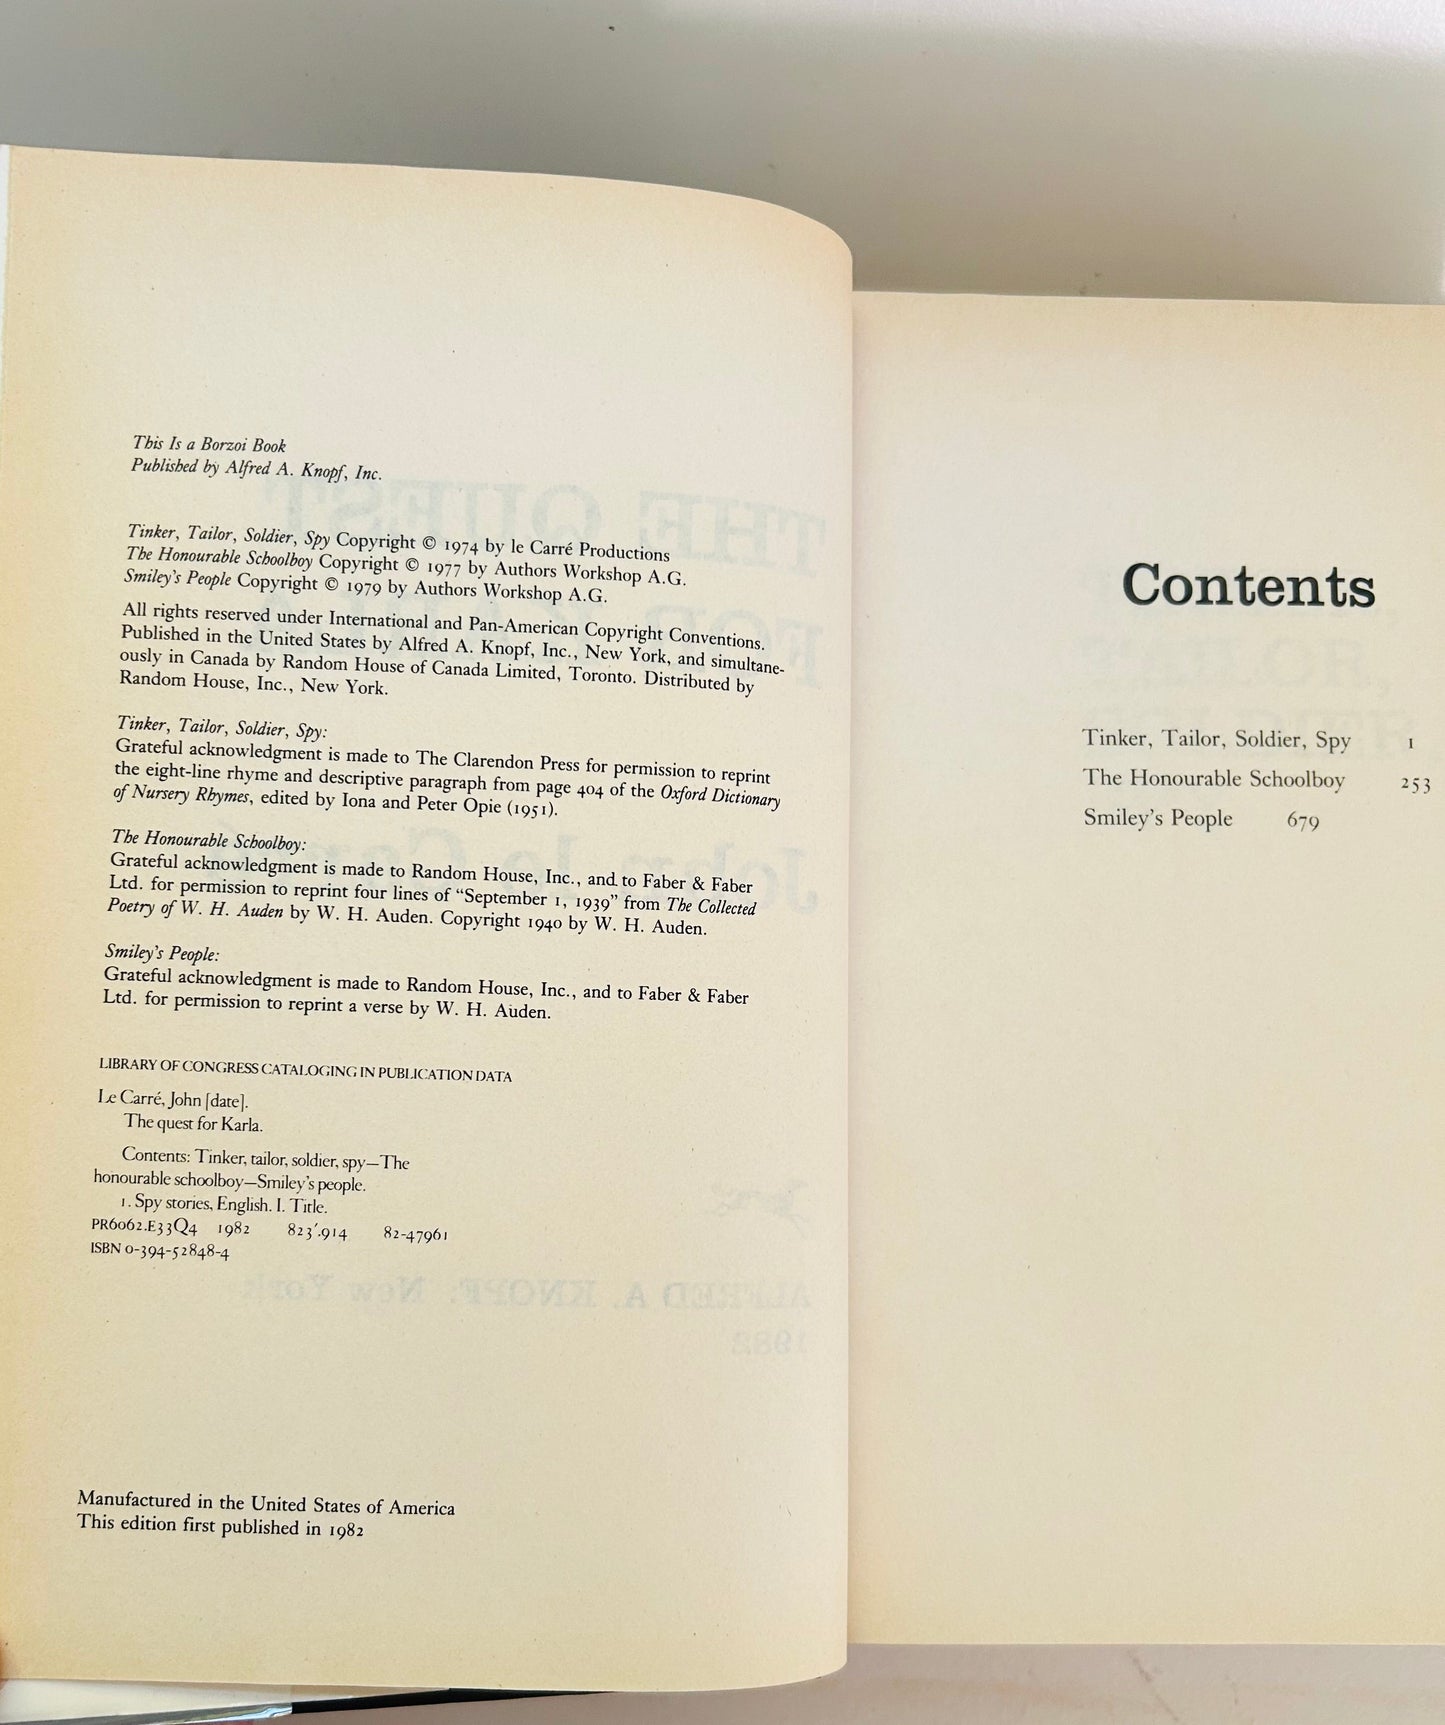 This Is a Borzoi Book
Published by Alfred A. Knopf, Inc.
Tinker, Tailor, Soldier, Spy Copyright © 1974 by le Carré Productions
The Honourable Schoolboy Copyright © 1977 by Authors Workshop A.G.
Smiley's People Copyright © 1979 by Authors Workshop A.G.
All rights reserved under International and Pan-American Copyright Conventions.
Published in the United States by Alfred A. Knopf, Inc., New York, and simultane-
ously in Canada by Random House of Canada Limited, Toronto. Distributed by
Random House, Inc., New York.
Tinker, Tailor, Soldier, Spy:
Grateful acknowledgment is made to The Clarendon Press for permission to reprint
the eight-line rhyme and descriptive paragraph from page 404 of the Oxford Dictionary
of Nursery Rhymes, edited by Iona and Peter Opie (1951).
The Honourable Schoolboy:
Grateful acknowledgment is made to Random House, Inc., and to Faber & Faber
Ltd. for permission to reprint four lines of "September 1, 1939" from The Collected
Poetry of W. H. Auden by W. H. Auden. Copyright 1940 by W. H. Auden.
Smiley's People:
Grateful acknowledgment is made to Random House, Inc., and to Faber & Faber
Ltd. for permission to reprint a verse by W. H. Auden.
LIBRARY OF CONGRESS CATALOGING IN PUBLICATION DATA
Le Carré, John [date].
The quest for Karla.
Contents: Tinker, tailor, soldier, spy—The
honourable schoolboy—Smiley's people.
1. Spy stories, English. I. Title.
PR6062.E33Q4 1982 823'.914 82-47961
ISBN 0-394-52848-4
Manufactured in the United States of America
This edition first published in 1982
Contents
Tinker, Tailor, Soldier, Spy 1
The Honourable Schoolboy 253
Smiley's People 679